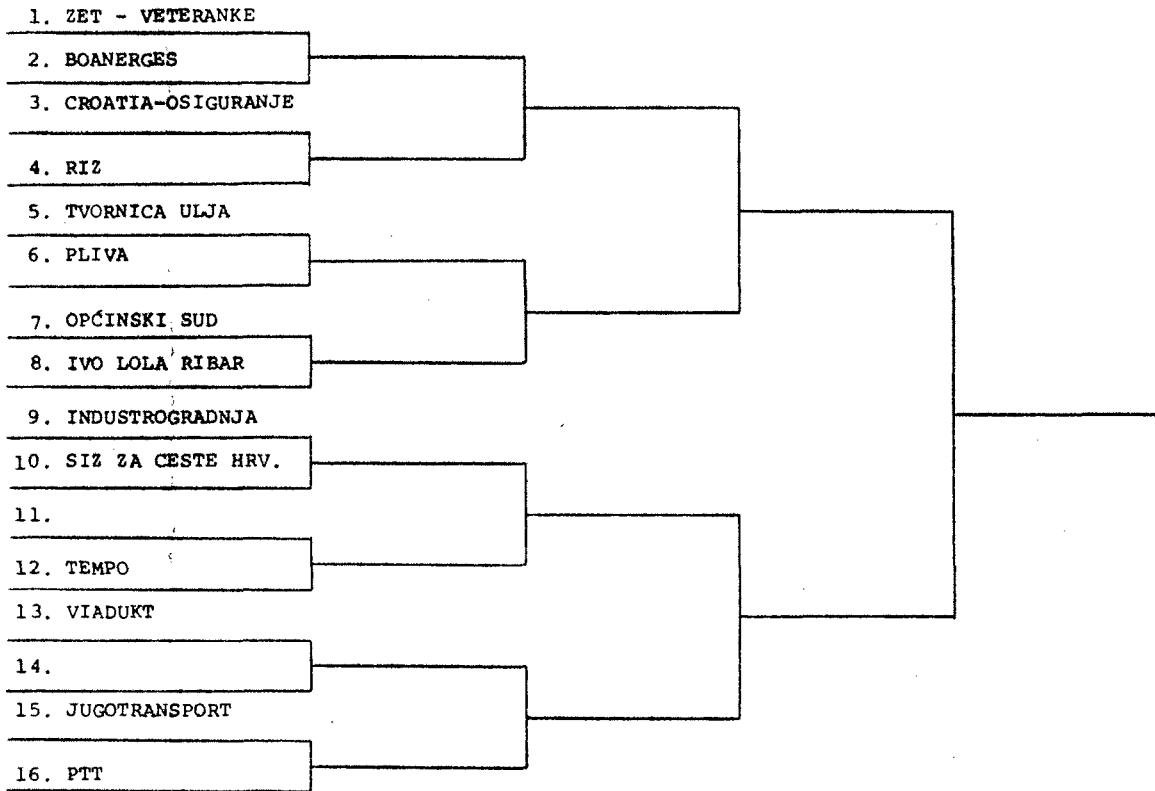 1. ZET - VETERANKE
2. BOANERGES
3. CROATIA-OSIGURANJE
4. RIZ
5. TVORNICA ULJA
6. PLIVA
7. OPĆINSKI SUD
8. IVO LOLA RIBAR
9. INDUSTROGRADNJA
10. SIZ ZA CESTE HRV.
11.
12. TEMPO
13. VIADUKT
14.
15. JUGOTRANSPORT
16. PTT